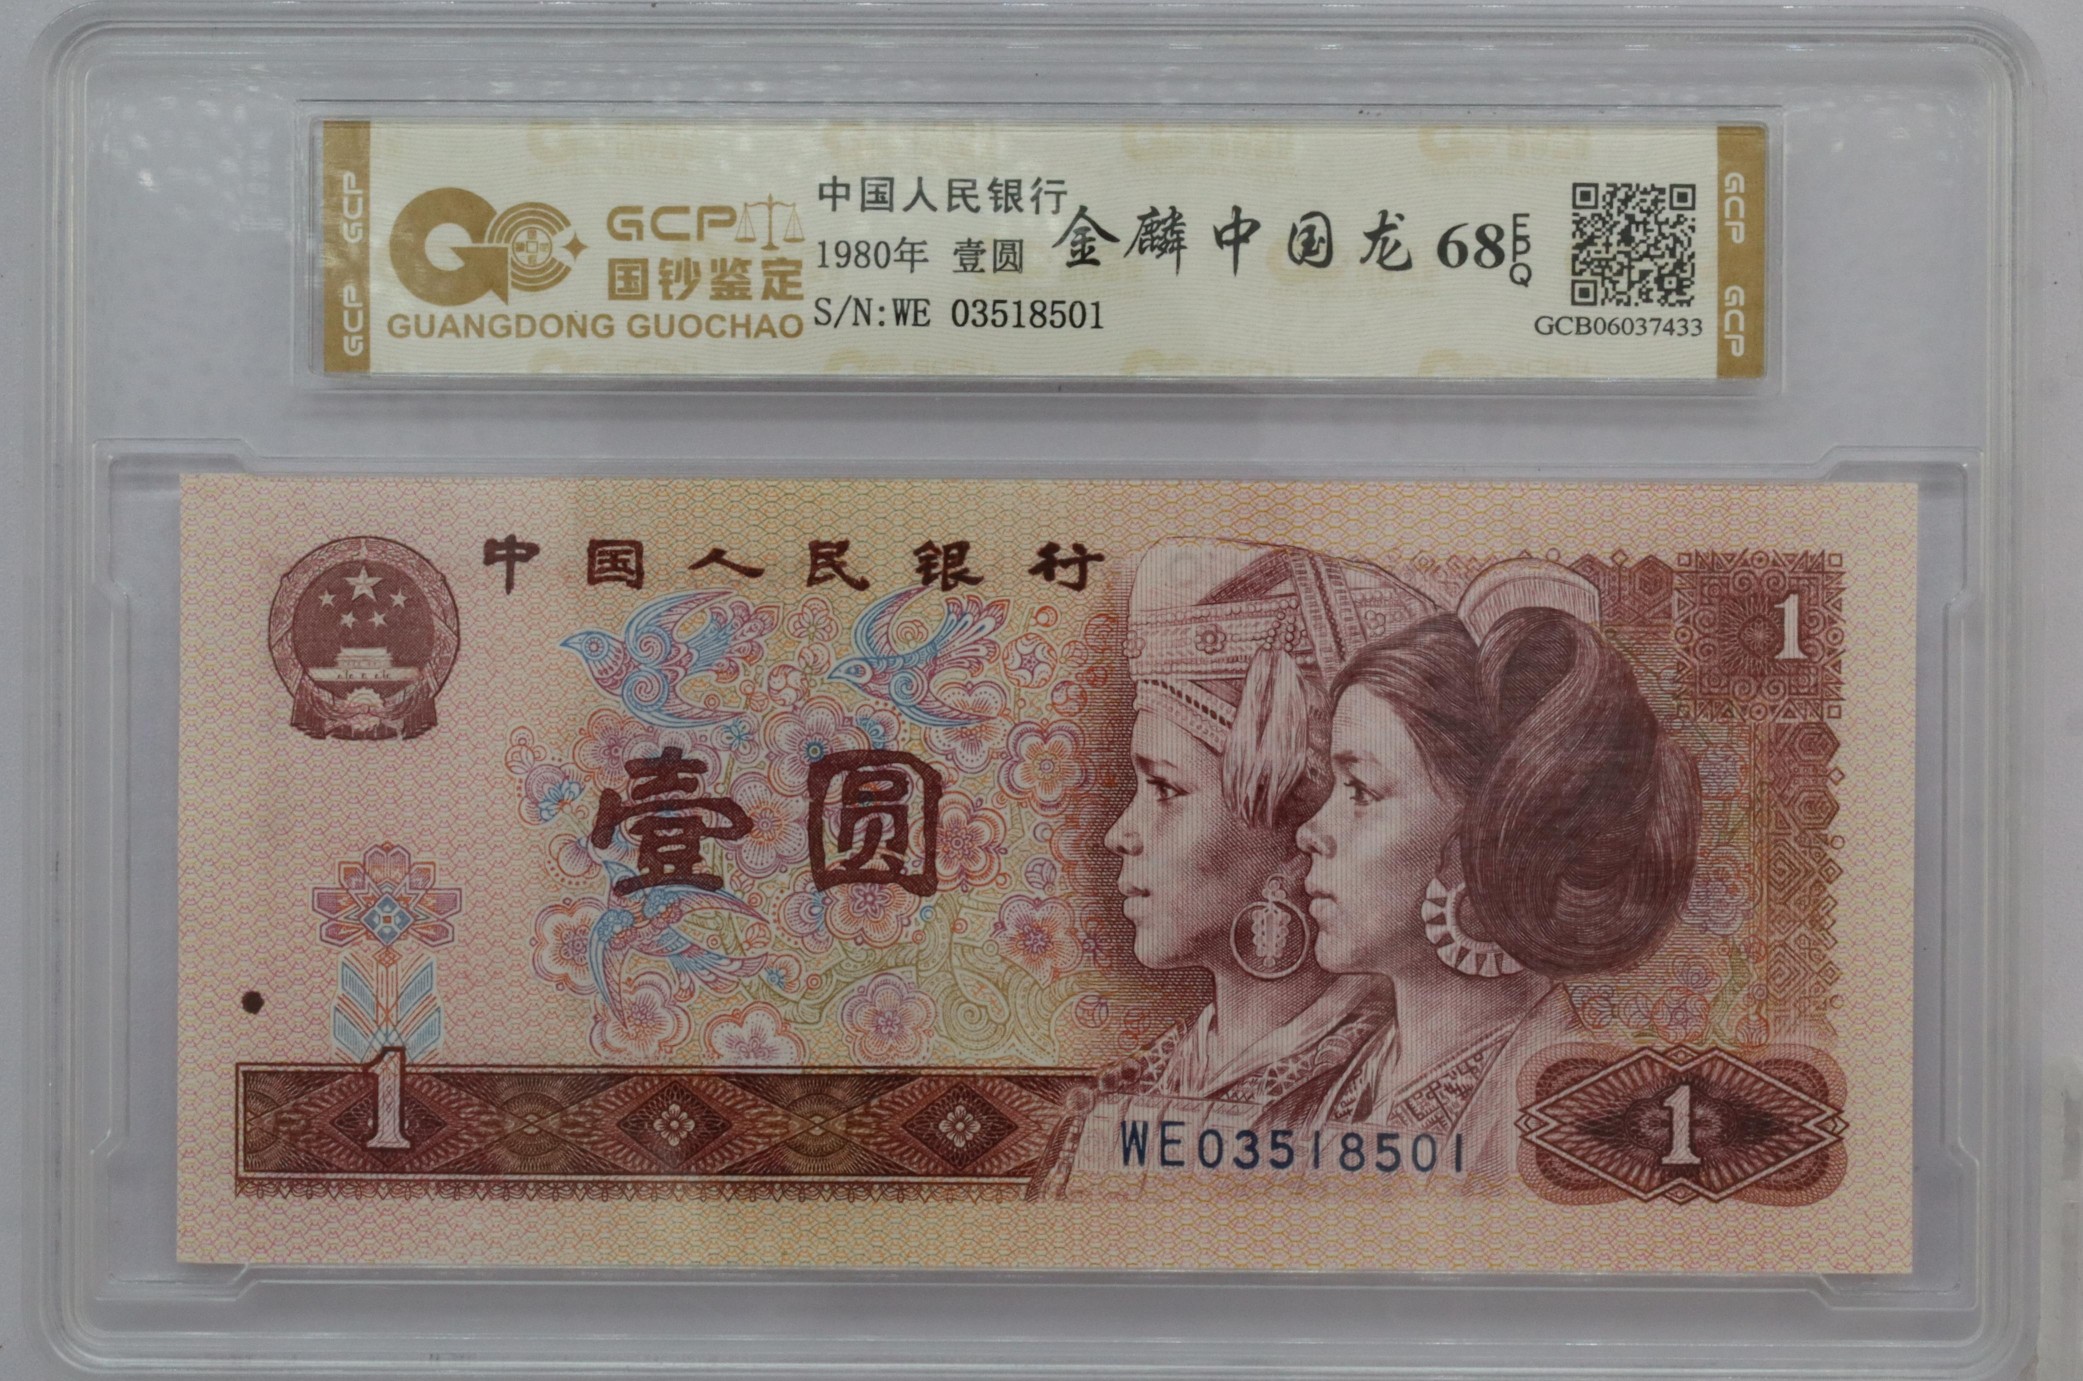 GCP GCP
GCP
国钞鉴定
GUANGDONG GUOCHAO
中国人民银行
1980年 壹圆
S/N:WE 03518501
金麟中国龙
68
EPQ
GCB06037433
GCP GCP
中国人民银行
1
壹圆
1
WE03518501
1